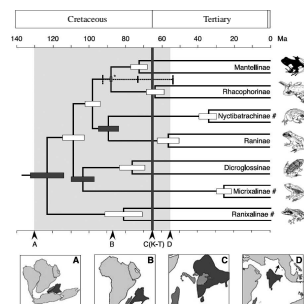 Cretaceous Tertiary
140 120 100 80 60 40 20 0 Ma
Mantellinae
Rhacophorinae
Nyctibatrachinae #
Raninae
Dicroglossinae
Micrixalinae #
Ranixalinae #
A B C(K-T) D
A B C D